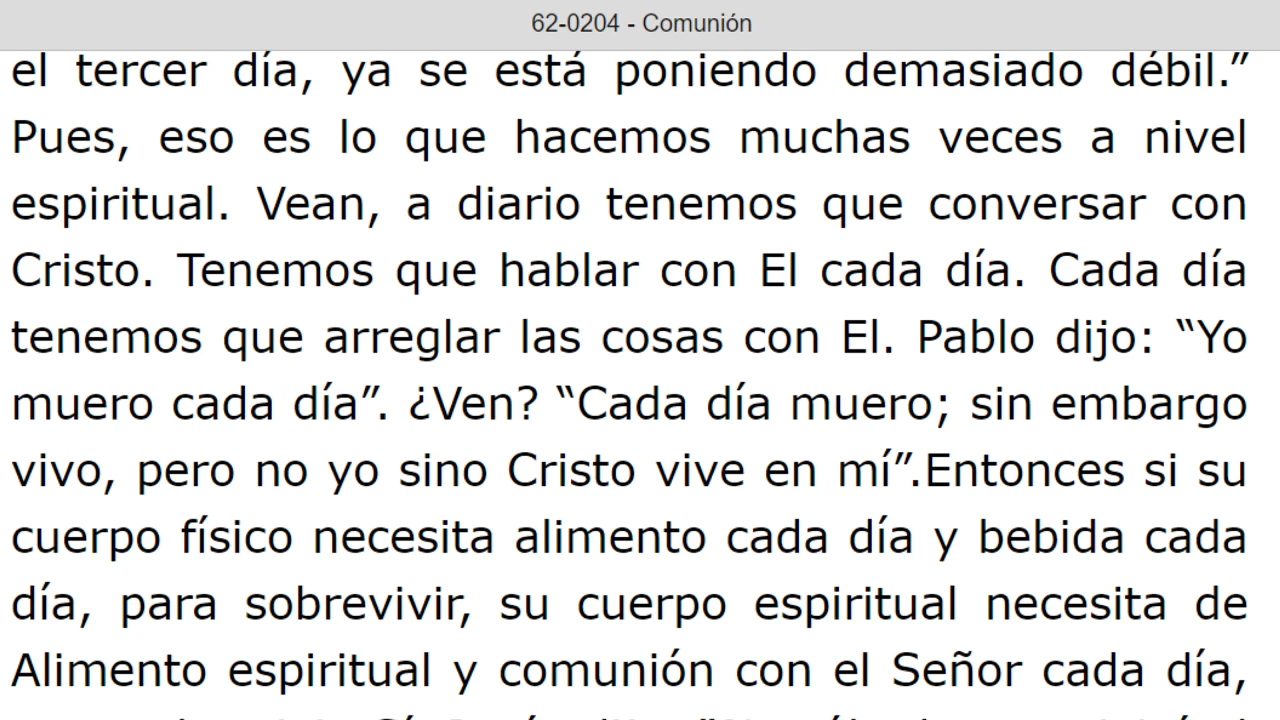 62-0204 - Comunión
el tercer día, ya se está poniendo demasiado débil.”
Pues, eso es lo que hacemos muchas veces a nivel
espiritual. Vean, a diario tenemos que conversar con
Cristo. Tenemos que hablar con El cada día. Cada día
tenemos que arreglar las cosas con El. Pablo dijo: “Yo
muero cada día”. ¿Ven? “Cada día muero; sin embargo
vivo, pero no yo sino Cristo vive en mí”.Entonces si su
cuerpo físico necesita alimento cada día y bebida cada
día, para sobrevivir, su cuerpo espiritual necesita de
Alimento espiritual y comunión con el Señor cada día,